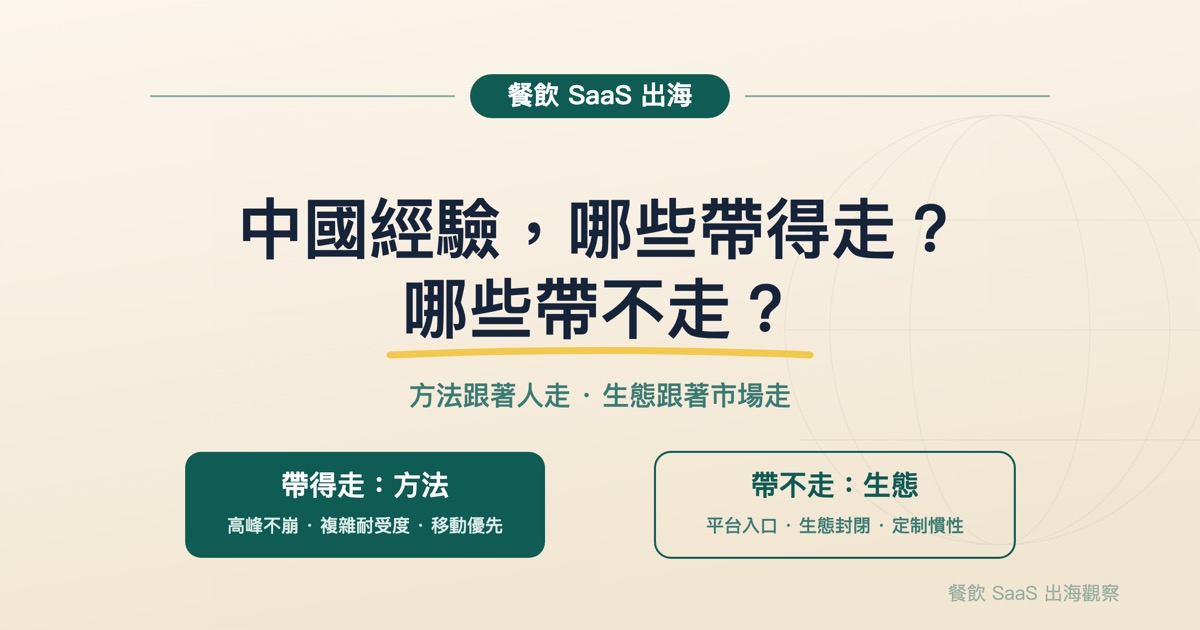 餐飲 SaaS 出海
中國經驗，哪些帶得走？
哪些帶不走？
方法跟著人走 · 生態跟著市場走
帶得走：方法
高峰不崩 · 複雜耐受度 · 移動優先
帶不走：生態
平台入口 · 生態封閉 · 定制慣性
餐飲 SaaS 出海觀察